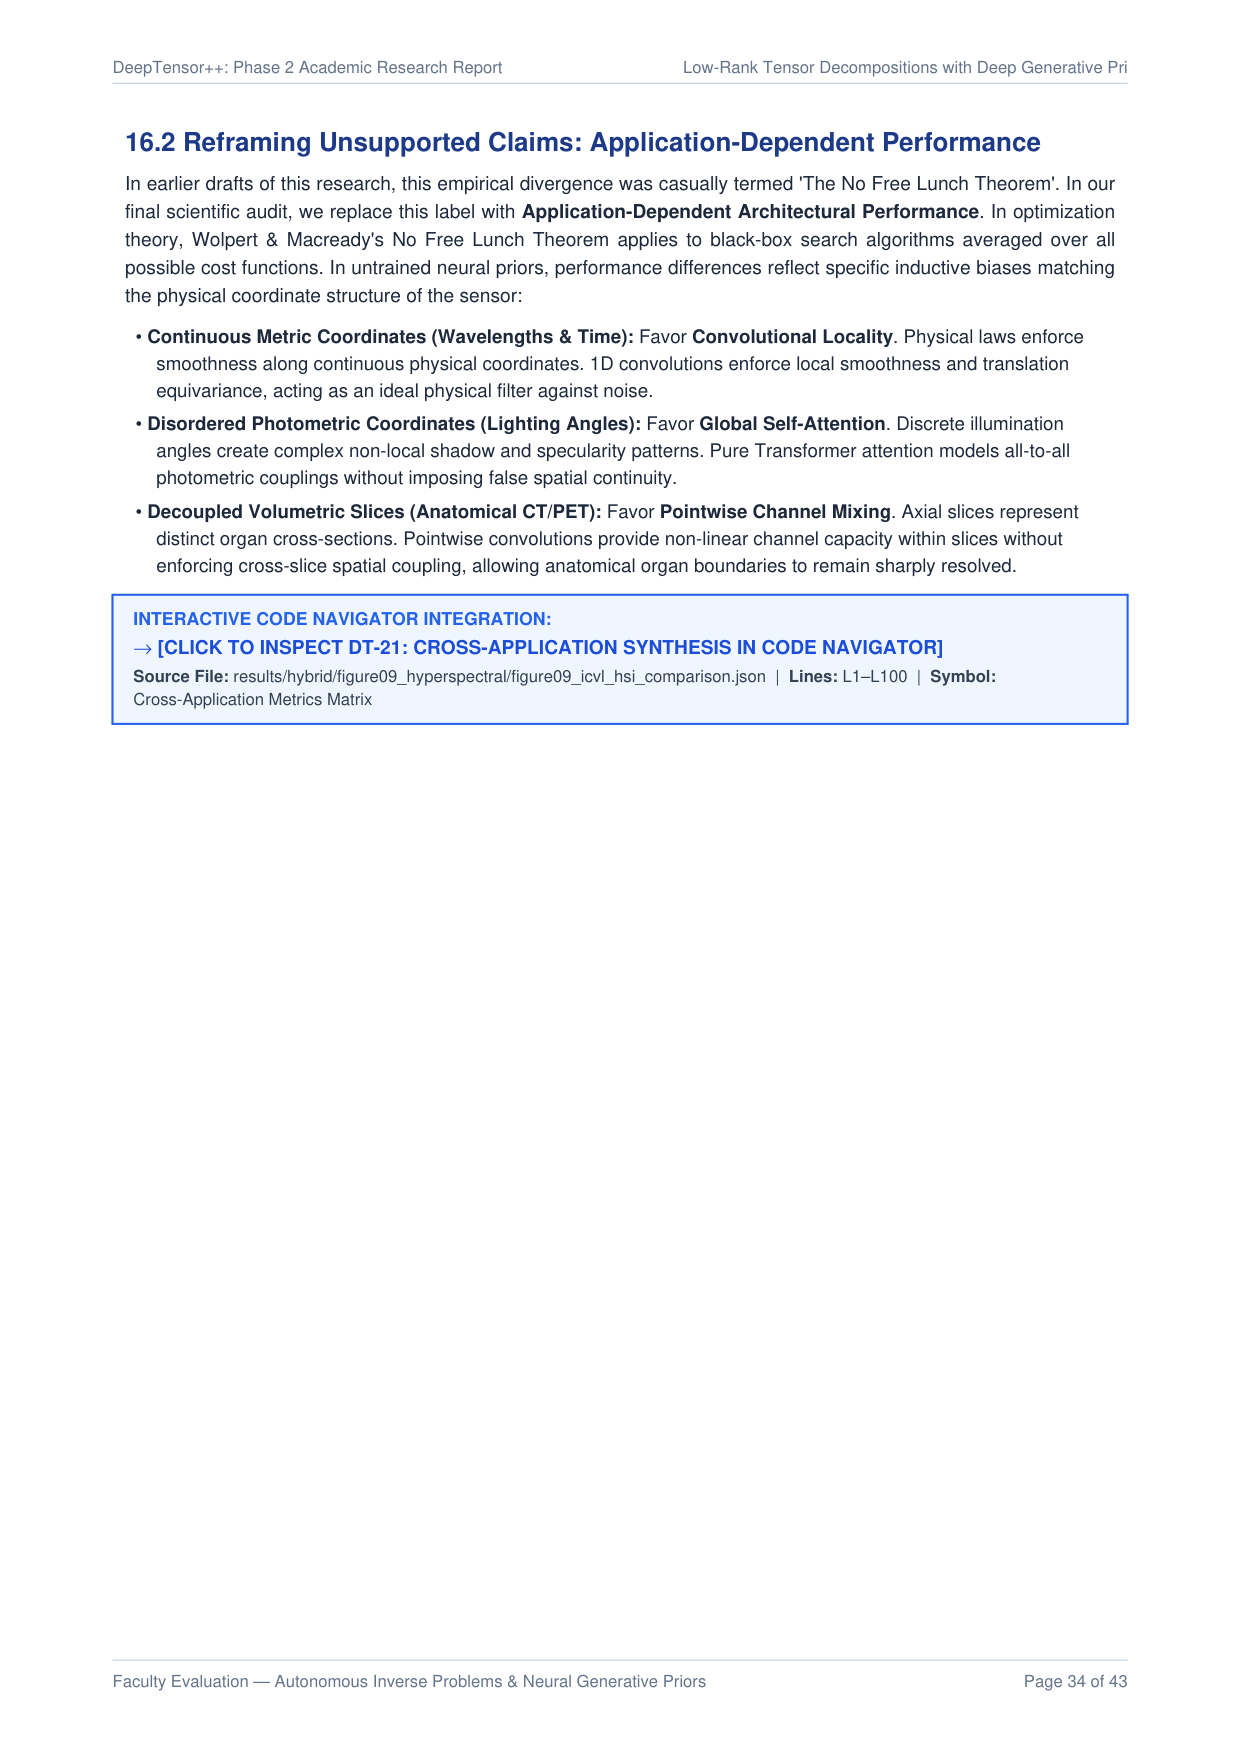 DeepTensor++: Phase 2 Academic Research Report
Low-Rank Tensor Decompositions with Deep Generative Pri
16.2 Reframing Unsupported Claims: Application-Dependent Performance
In earlier drafts of this research, this empirical divergence was casually termed 'The No Free Lunch Theorem'. In our
final scientific audit, we replace this label with Application-Dependent Architectural Performance. In optimization
theory, Wolpert & Macready's No Free Lunch Theorem applies to black-box search algorithms averaged over all
possible cost functions. In untrained neural priors, performance differences reflect specific inductive biases matching
the physical coordinate structure of the sensor:
• Continuous Metric Coordinates (Wavelengths & Time): Favor Convolutional Locality. Physical laws enforce
smoothness along continuous physical coordinates. 1D convolutions enforce local smoothness and translation
equivariance, acting as an ideal physical filter against noise.
• Disordered Photometric Coordinates (Lighting Angles): Favor Global Self-Attention. Discrete illumination
angles create complex non-local shadow and specularity patterns. Pure Transformer attention models all-to-all
photometric couplings without imposing false spatial continuity.
• Decoupled Volumetric Slices (Anatomical CT/PET): Favor Pointwise Channel Mixing. Axial slices represent
distinct organ cross-sections. Pointwise convolutions provide non-linear channel capacity within slices without
enforcing cross-slice spatial coupling, allowing anatomical organ boundaries to remain sharply resolved.
INTERACTIVE CODE NAVIGATOR INTEGRATION:
→ [CLICK TO INSPECT DT-21: CROSS-APPLICATION SYNTHESIS IN CODE NAVIGATOR]
Source File: results/hybrid/figure09_hyperspectral/figure09_icvl_hsi_comparison.json | Lines: L1–L100 | Symbol:
Cross-Application Metrics Matrix
Faculty Evaluation — Autonomous Inverse Problems & Neural Generative Priors
Page 34 of 43